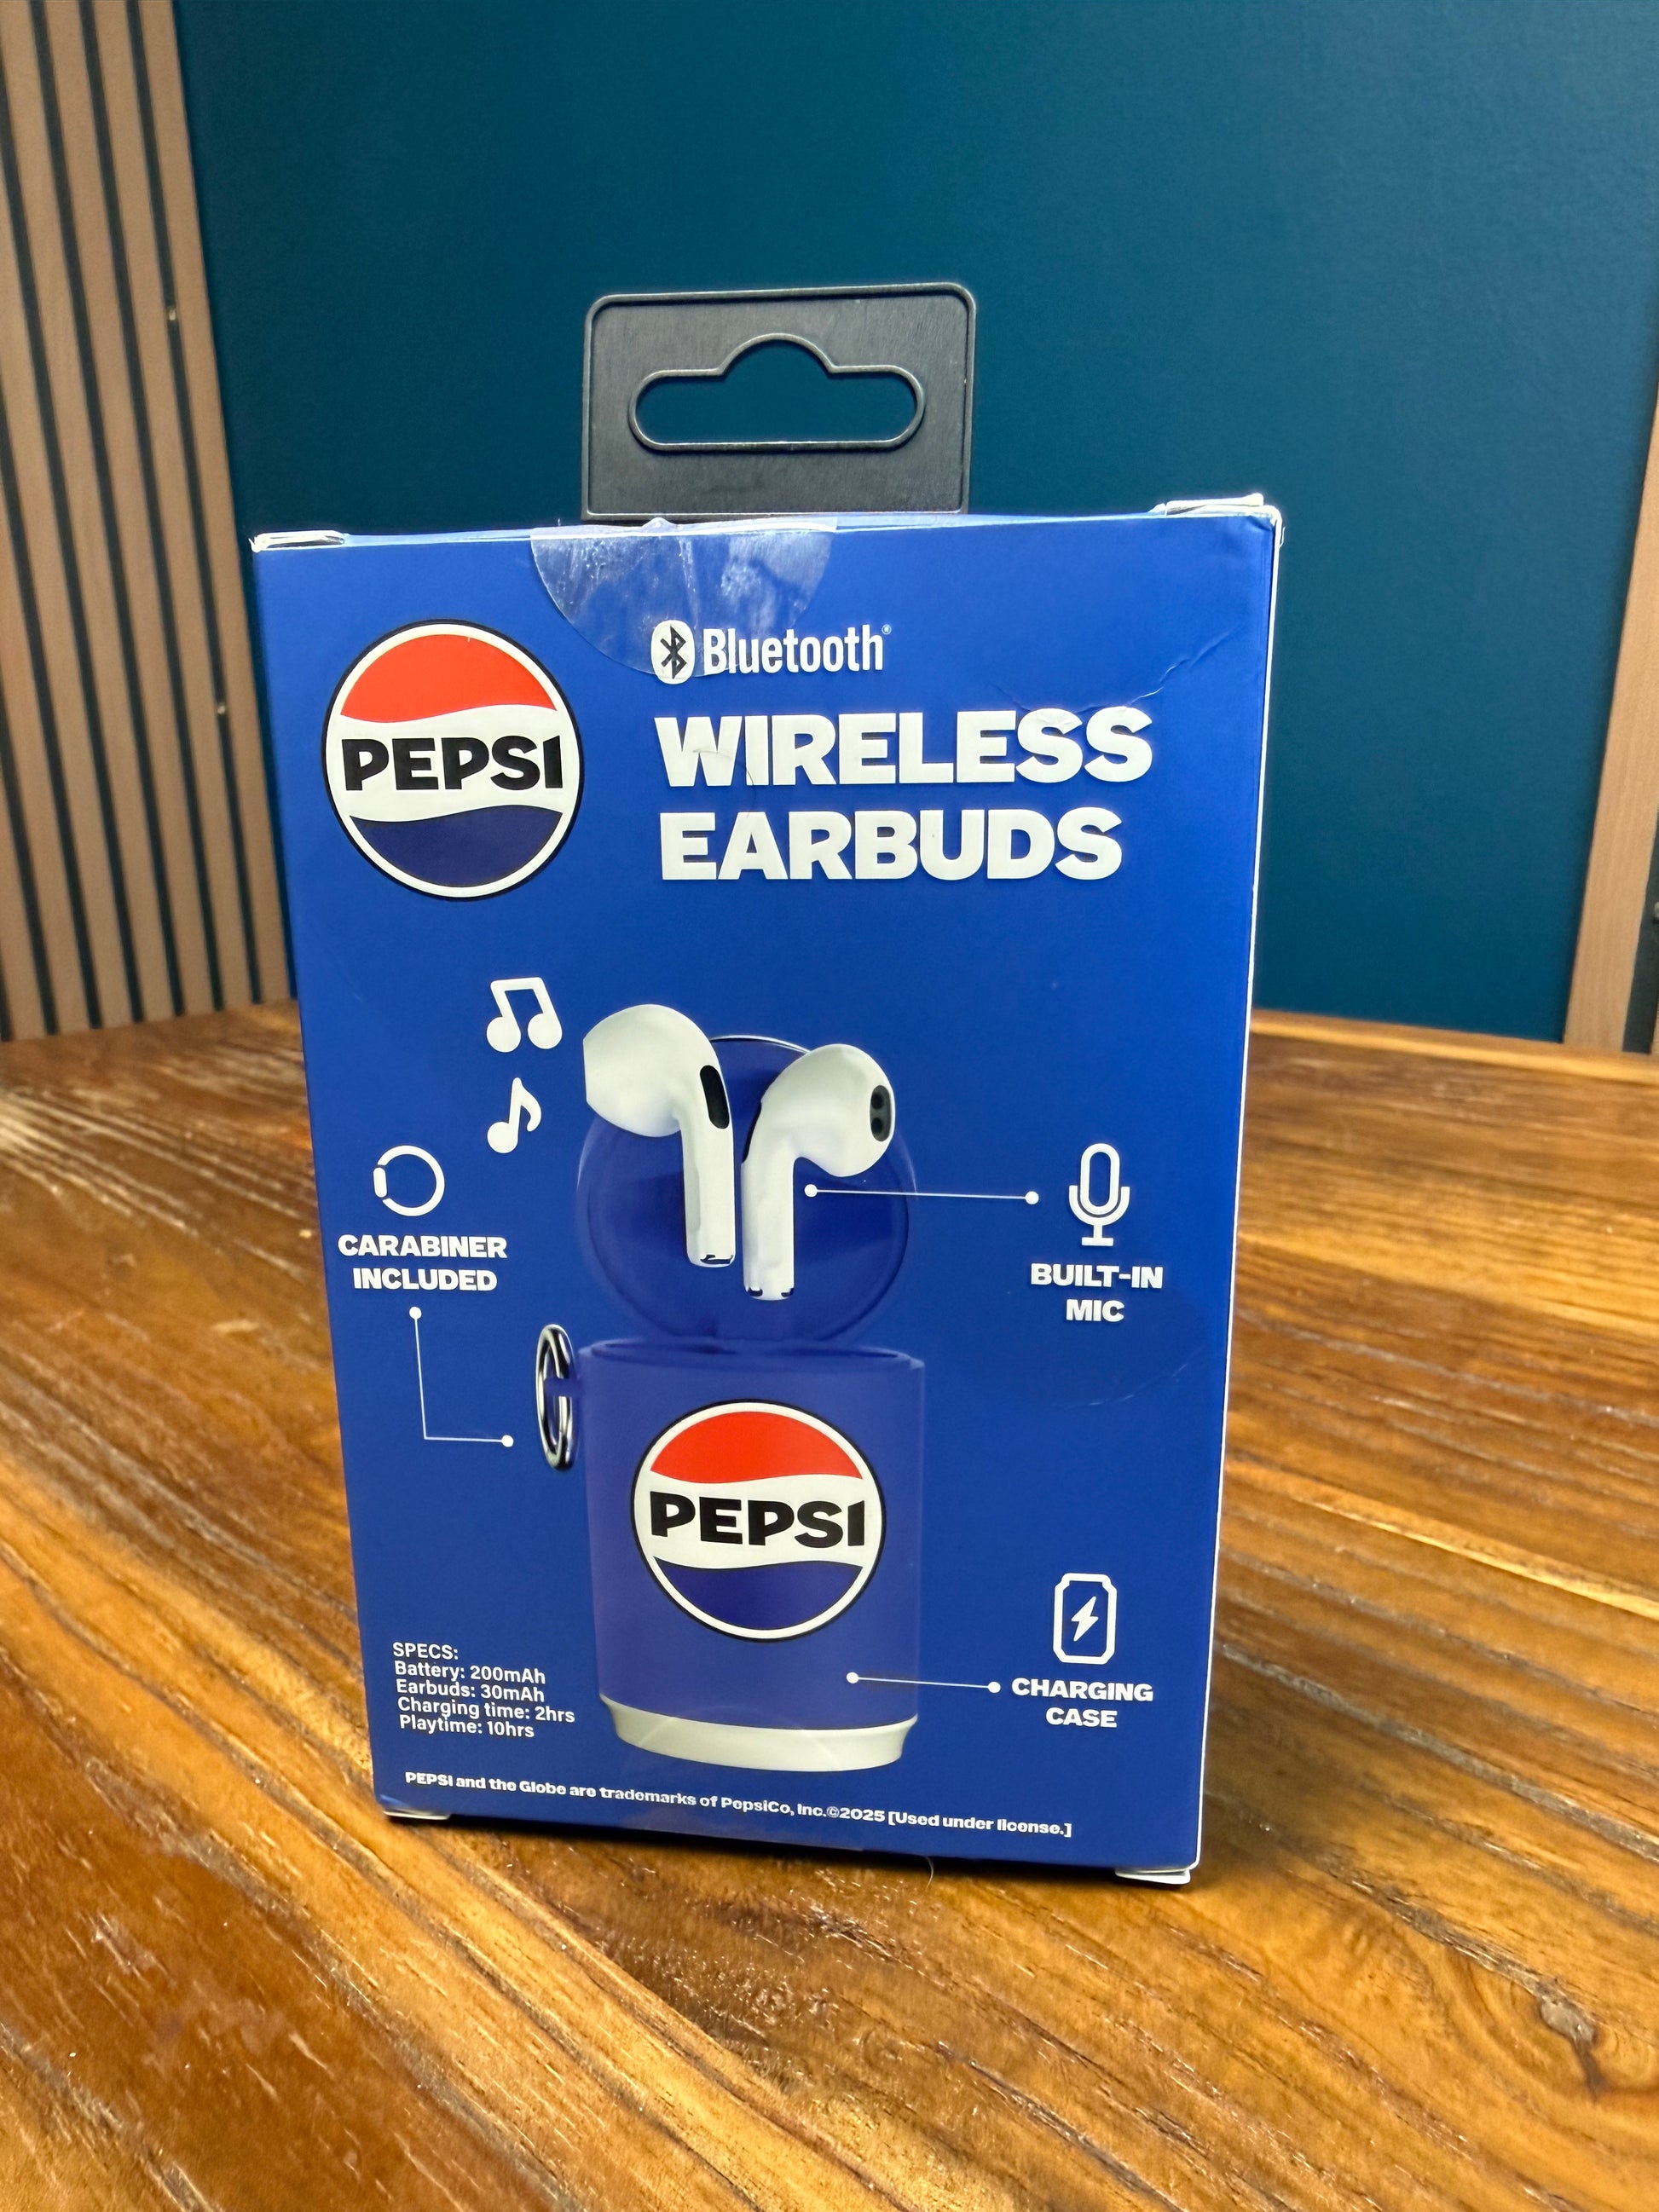 Bluetooth®
PEPSI
WIRELESS
EARBUDS
CARABINER
INCLUDED
BUILT-IN
MIC
PEPSI
CHARGING
CASE
SPECS:
Battery: 200mAh
Earbuds: 30mAh
Charging time: 2hrs
Playtime: 10hrs
PEPSI and the Globe are trademarks of PepsiCo, Inc.©2025 [Used under license.]